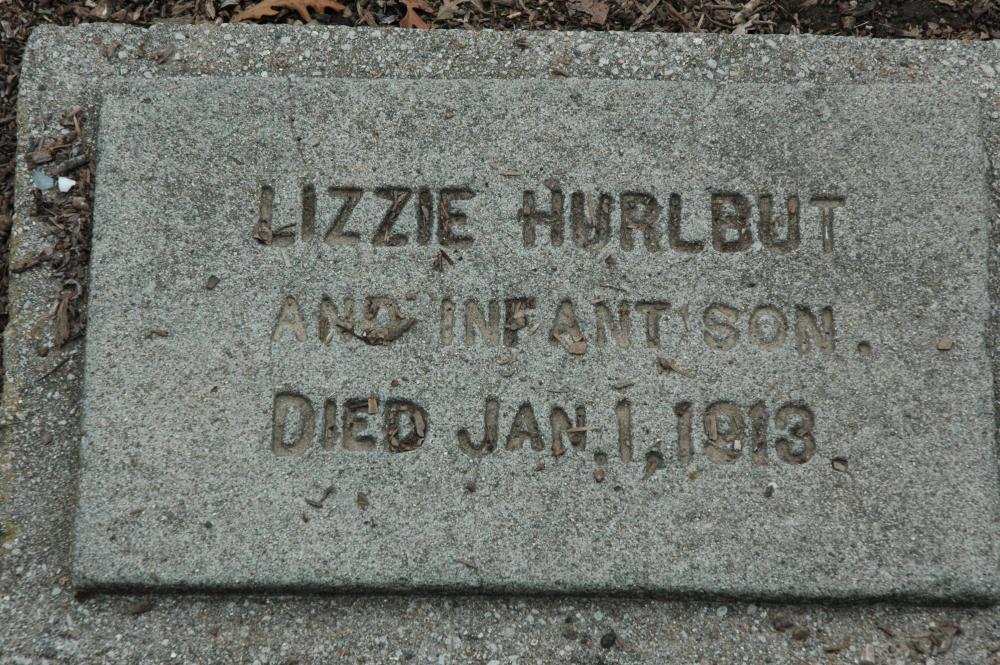 LIZZIE HURLBUT
AND INFANT SON.
DIED JAN. 1, 1913.